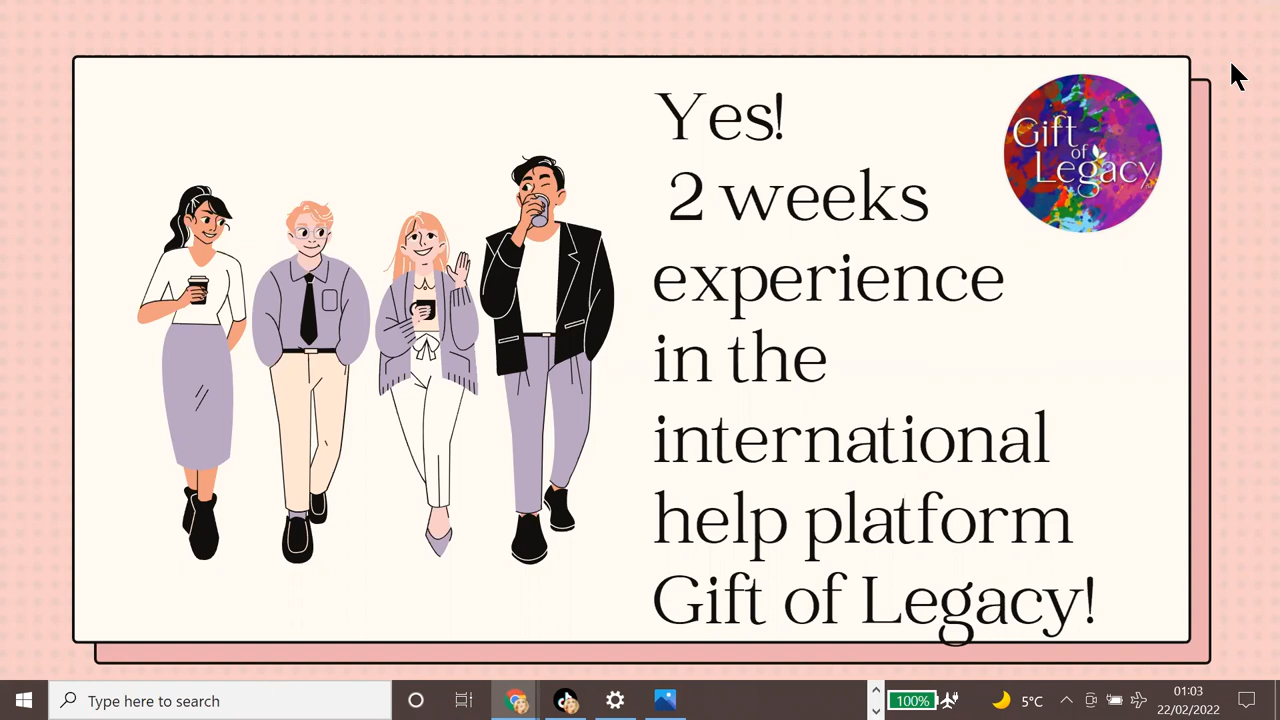 Yes!
2 weeks
experience
in the
international
help platform
Gift of Legacy!
Gift
of
Legacy
Type here to search
100%
5°C
01:03
22/02/2022